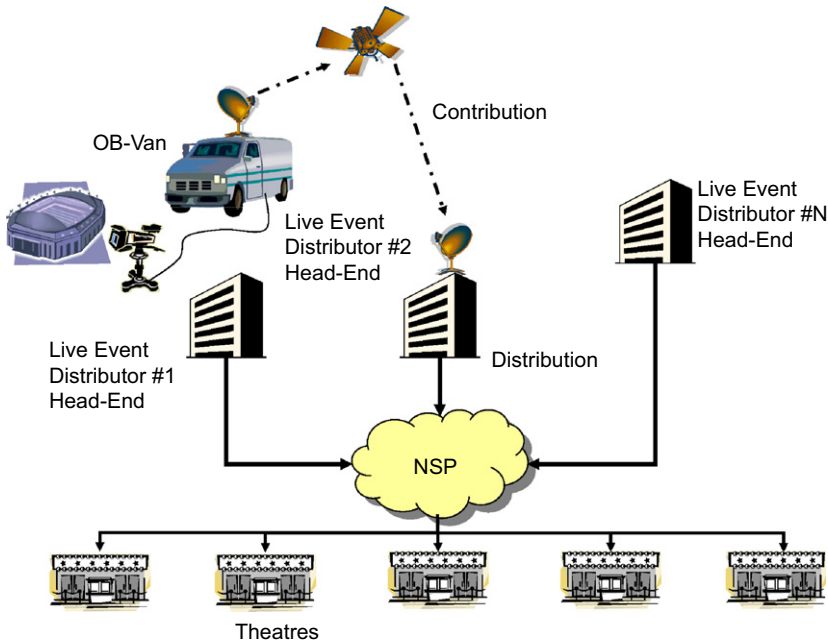 Contribution
OB-Van
Live Event
Distributor #2
Head-End
Live Event
Distributor #N
Head-End
Live Event
Distributor #1
Head-End
Distribution
NSP
Theatres